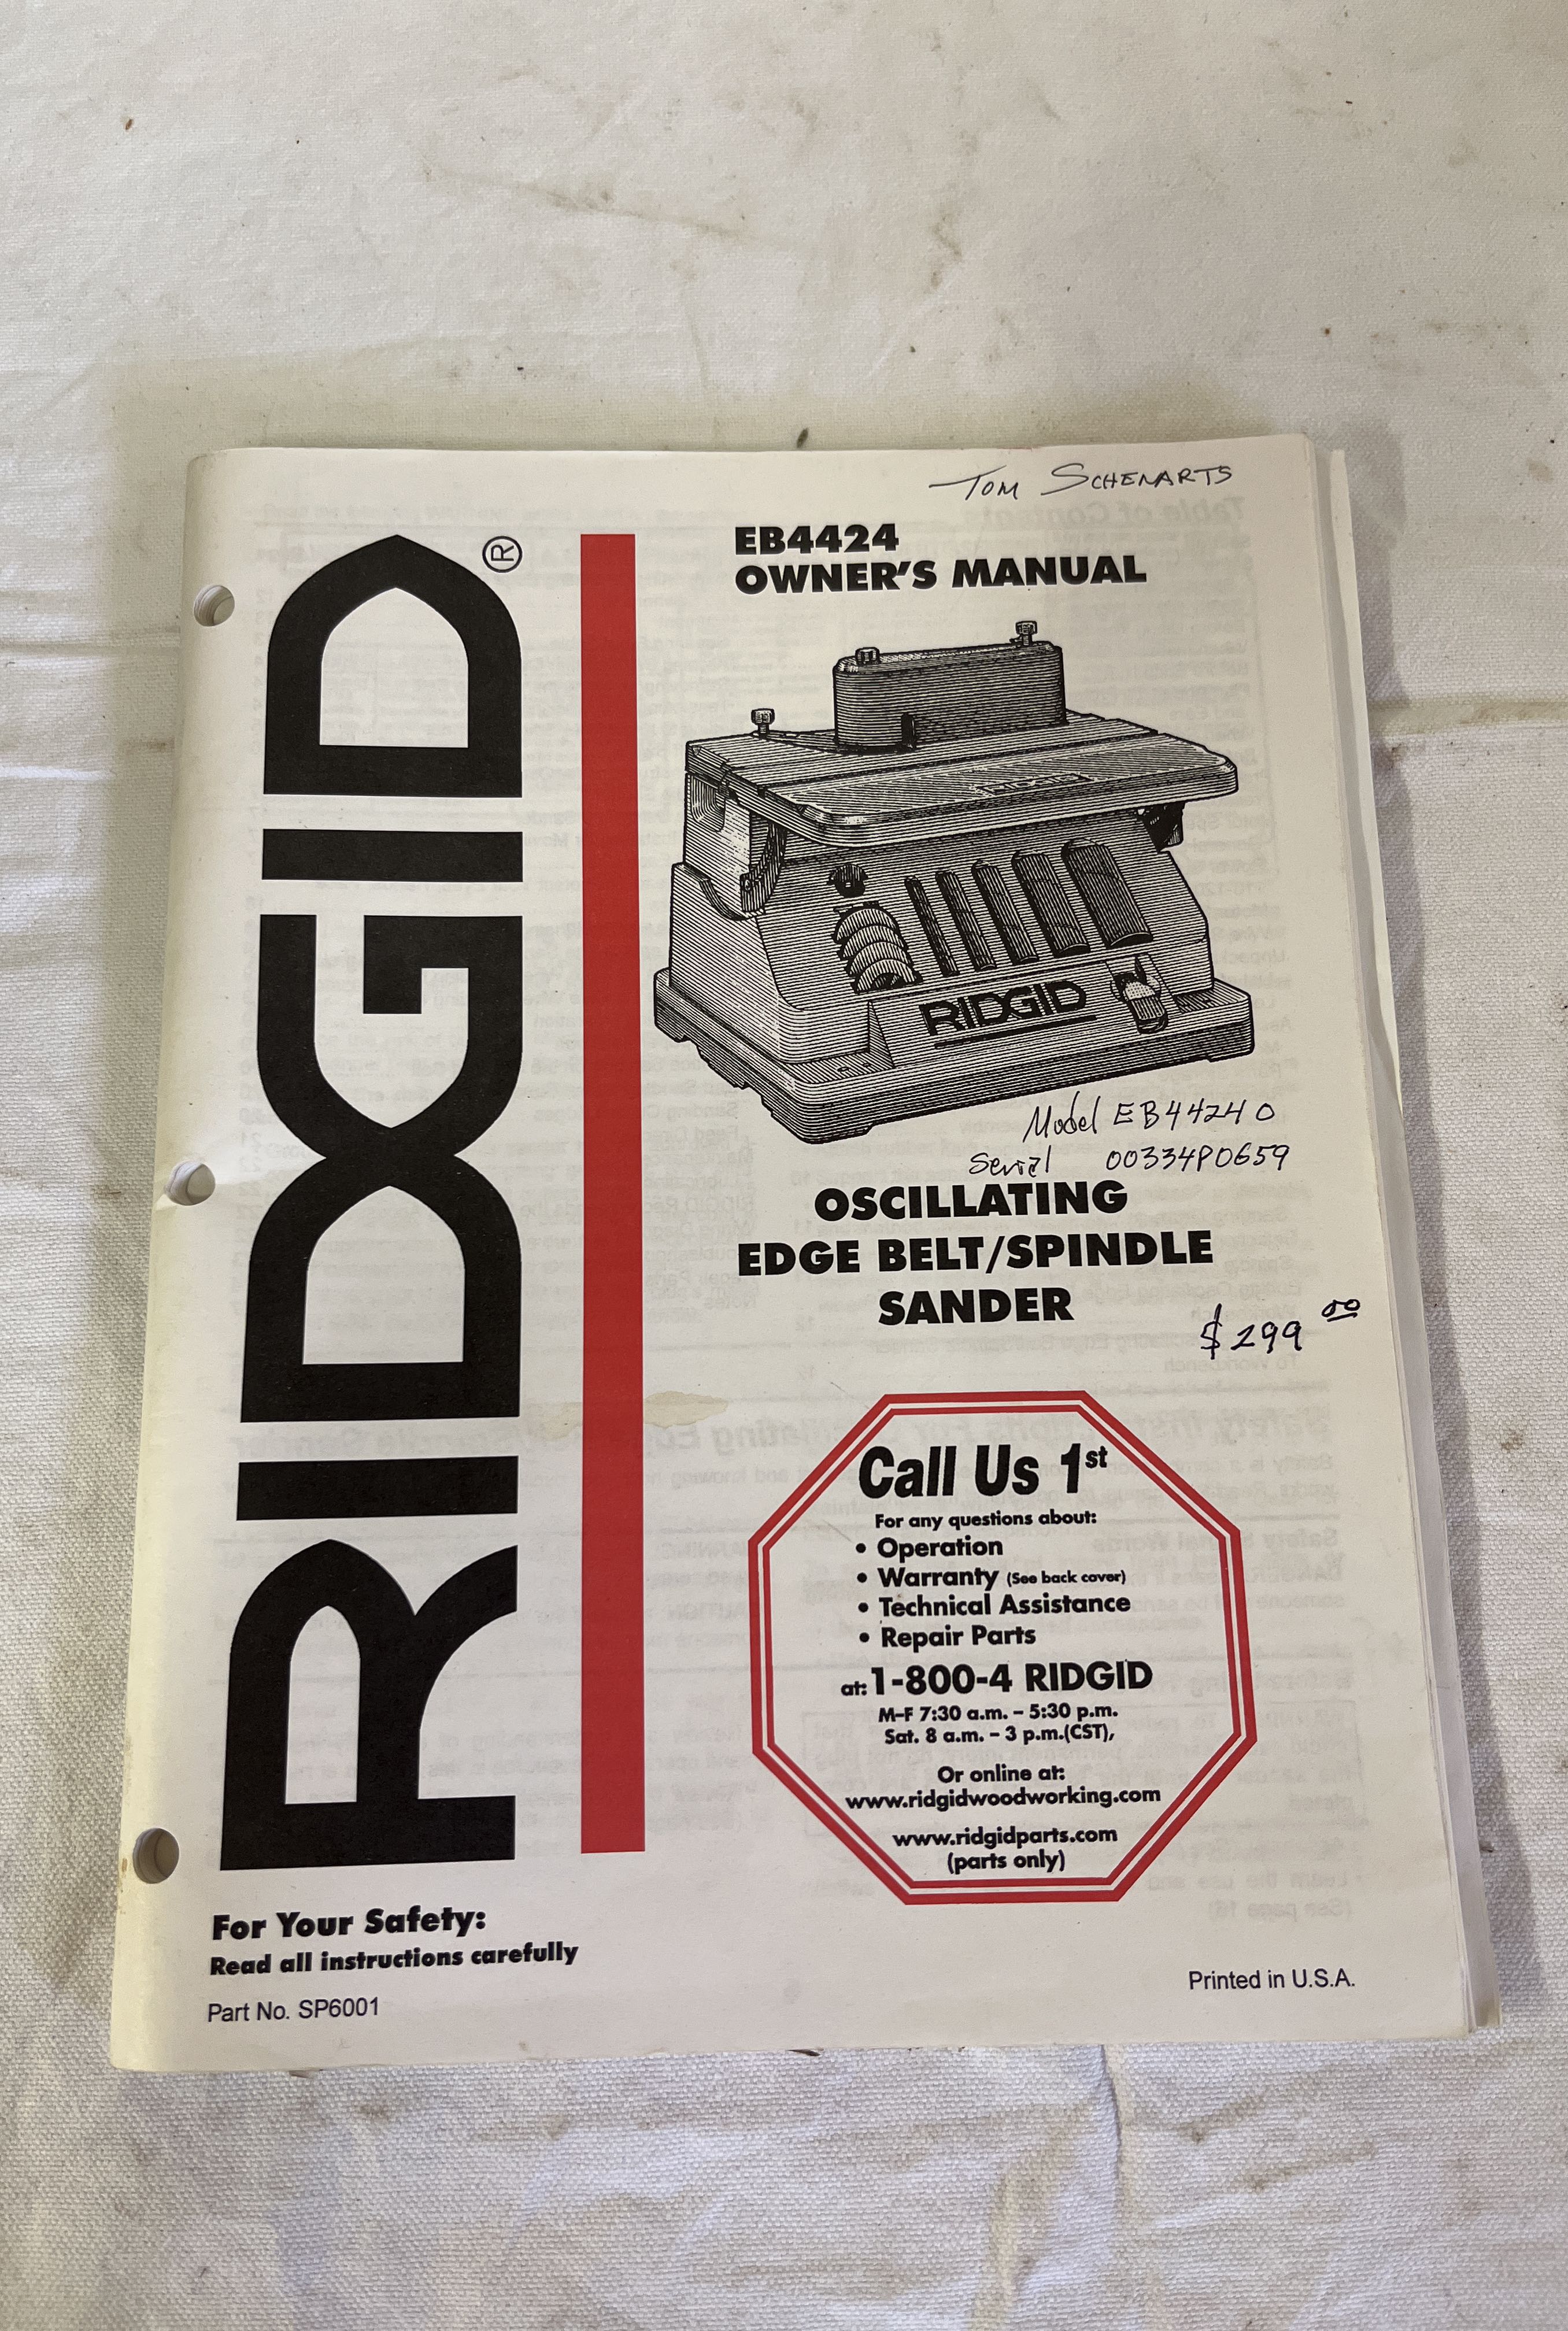 TOM SCHENARTS
RIDGID®
EB4424
OWNER'S MANUAL
RIDGID
RIDGID
Model EB44240
Serial 00334P0659
OSCILLATING
EDGE BELT/SPINDLE
SANDER
$299.00
Call Us 1st
For any questions about:
• Operation
• Warranty (See back cover)
• Technical Assistance
• Repair Parts
at: 1-800-4 RIDGID
M–F 7:30 a.m. – 5:30 p.m.
Sat. 8 a.m. – 3 p.m.(CST),
Or online at:
www.ridgidwoodworking.com
www.ridgidparts.com
(parts only)
For Your Safety:
Read all instructions carefully
Part No. SP6001
Printed in U.S.A.